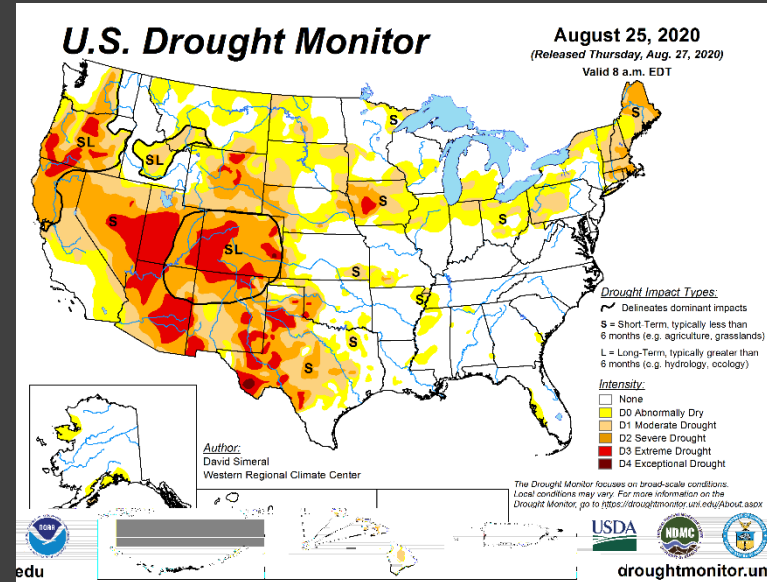 U.S. Drought Monitor
August 25, 2020
(Released Thursday, Aug. 27, 2020)
Valid 8 a.m. EDT
S
S
SL
SL
S
S
S
SL
S
S
S
S
Drought Impact Types:
Delineates dominant impacts
S = Short-Term, typically less than
6 months (e.g. agriculture, grasslands)
L = Long-Term, typically greater than
6 months (e.g. hydrology, ecology)
Intensity:
None
D0 Abnormally Dry
D1 Moderate Drought
D2 Severe Drought
D3 Extreme Drought
D4 Exceptional Drought
Author:
David Simeral
Western Regional Climate Center
The Drought Monitor focuses on broad-scale conditions.
Local conditions may vary. For more information on the
Drought Monitor, go to https://droughtmonitor.unl.edu/About.aspx
NOAA
USDA
NDMC
edu
droughtmonitor.un